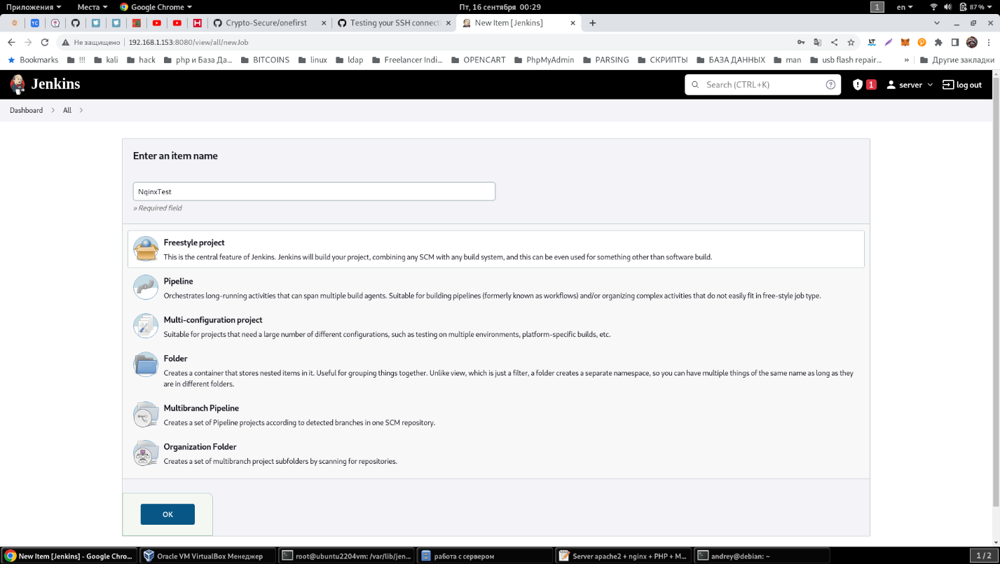 Приложения Места Google Chrome Пт, 16 сентября 00:29 1 en 87 %
Crypto-Secure/onefirst Testing your SSH connecti New Item [Jenkins]
Не защищено 192.168.1.153:8080/view/all/newJob
Bookmarks !!! kali hack php и База Да... BITCOINS linux ldap Freelancer Indi... OPENCART PhpMyAdmin PARSING СКРИПТЫ БАЗА ДАННЫХ man usb flash repair... » Другие закладки
Jenkins Search (CTRL+K) 1 server log out
Dashboard All
Enter an item name
NqinxTest
» Required field
Freestyle project
This is the central feature of Jenkins. Jenkins will build your project, combining any SCM with any build system, and this can be even used for something other than software build.
Pipeline
Orchestrates long-running activities that can span multiple build agents. Suitable for building pipelines (formerly known as workflows) and/or organizing complex activities that do not easily fit in free-style job type.
Multi-configuration project
Suitable for projects that need a large number of different configurations, such as testing on multiple environments, platform-specific builds, etc.
Folder
Creates a container that stores nested items in it. Useful for grouping things together. Unlike view, which is just a filter, a folder creates a separate namespace, so you can have multiple things of the same name as long as they
are in different folders.
Multibranch Pipeline
Creates a set of Pipeline projects according to detected branches in one SCM repository.
Organization Folder
Creates a set of multibranch project subfolders by scanning for repositories.
OK
New Item [Jenkins] - Google Chro... Oracle VM VirtualBox Менеджер root@ubuntu2204vm: /var/lib/jen... работа с сервером Server apache2 + nginx + PHP + M... andrey@debian: ~ 1 / 2